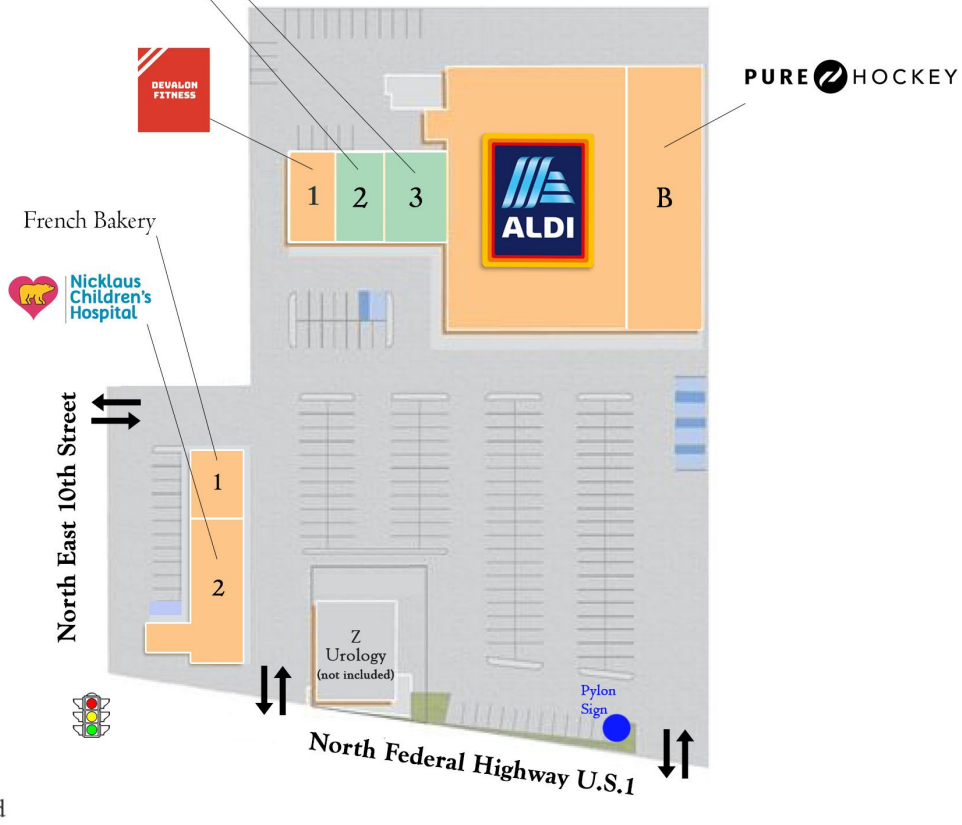 DEVALON
FITNESS
PURE HOCKEY
1
2
3
ALDI
B
French Bakery
Nicklaus
Children's
Hospital
North East 10th Street
1
2
Z
Urology
(not included)
Pylon
Sign
North Federal Highway U.S.1